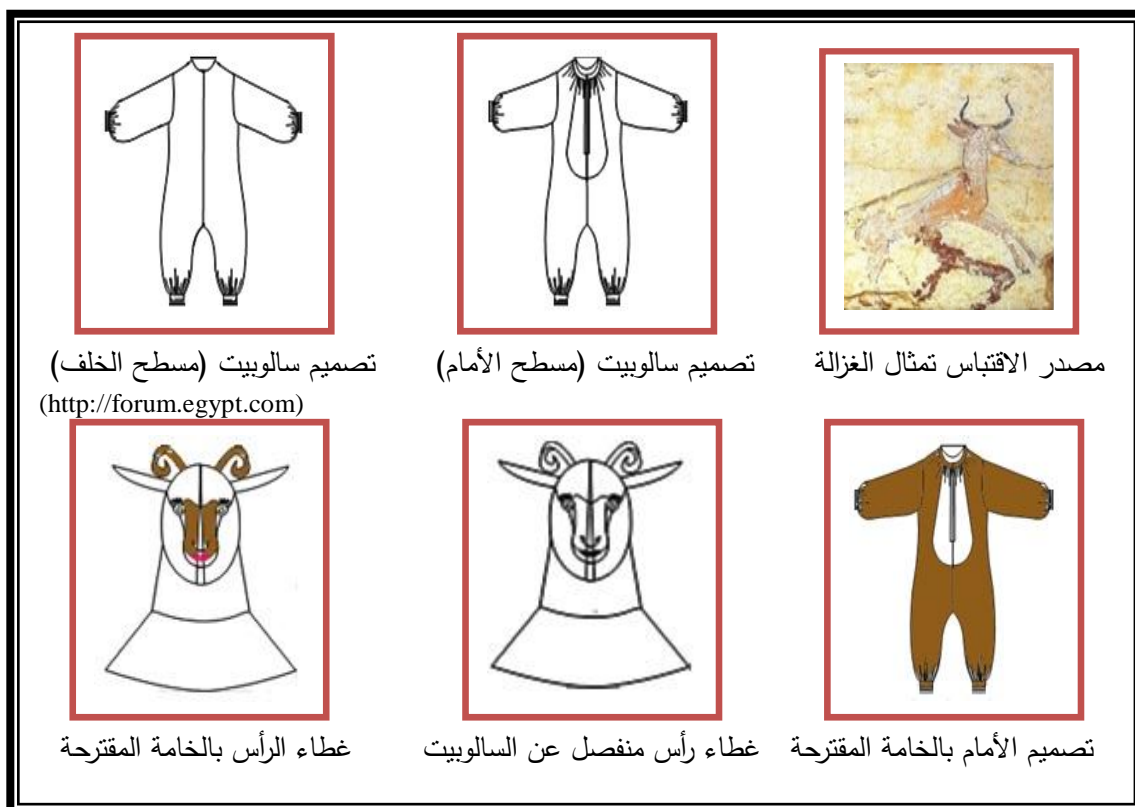 مصدر الاقتباس تمثال الغزالة
تصميم سالوبيت (مسطح الأمام)
تصميم سالوبيت (مسطح الخلف)
(http://forum.egypt.com)
تصميم الأمام بالخامة المقترحة
غطاء رأس منفصل عن السالوبيت
غطاء الرأس بالخامة المقترحة